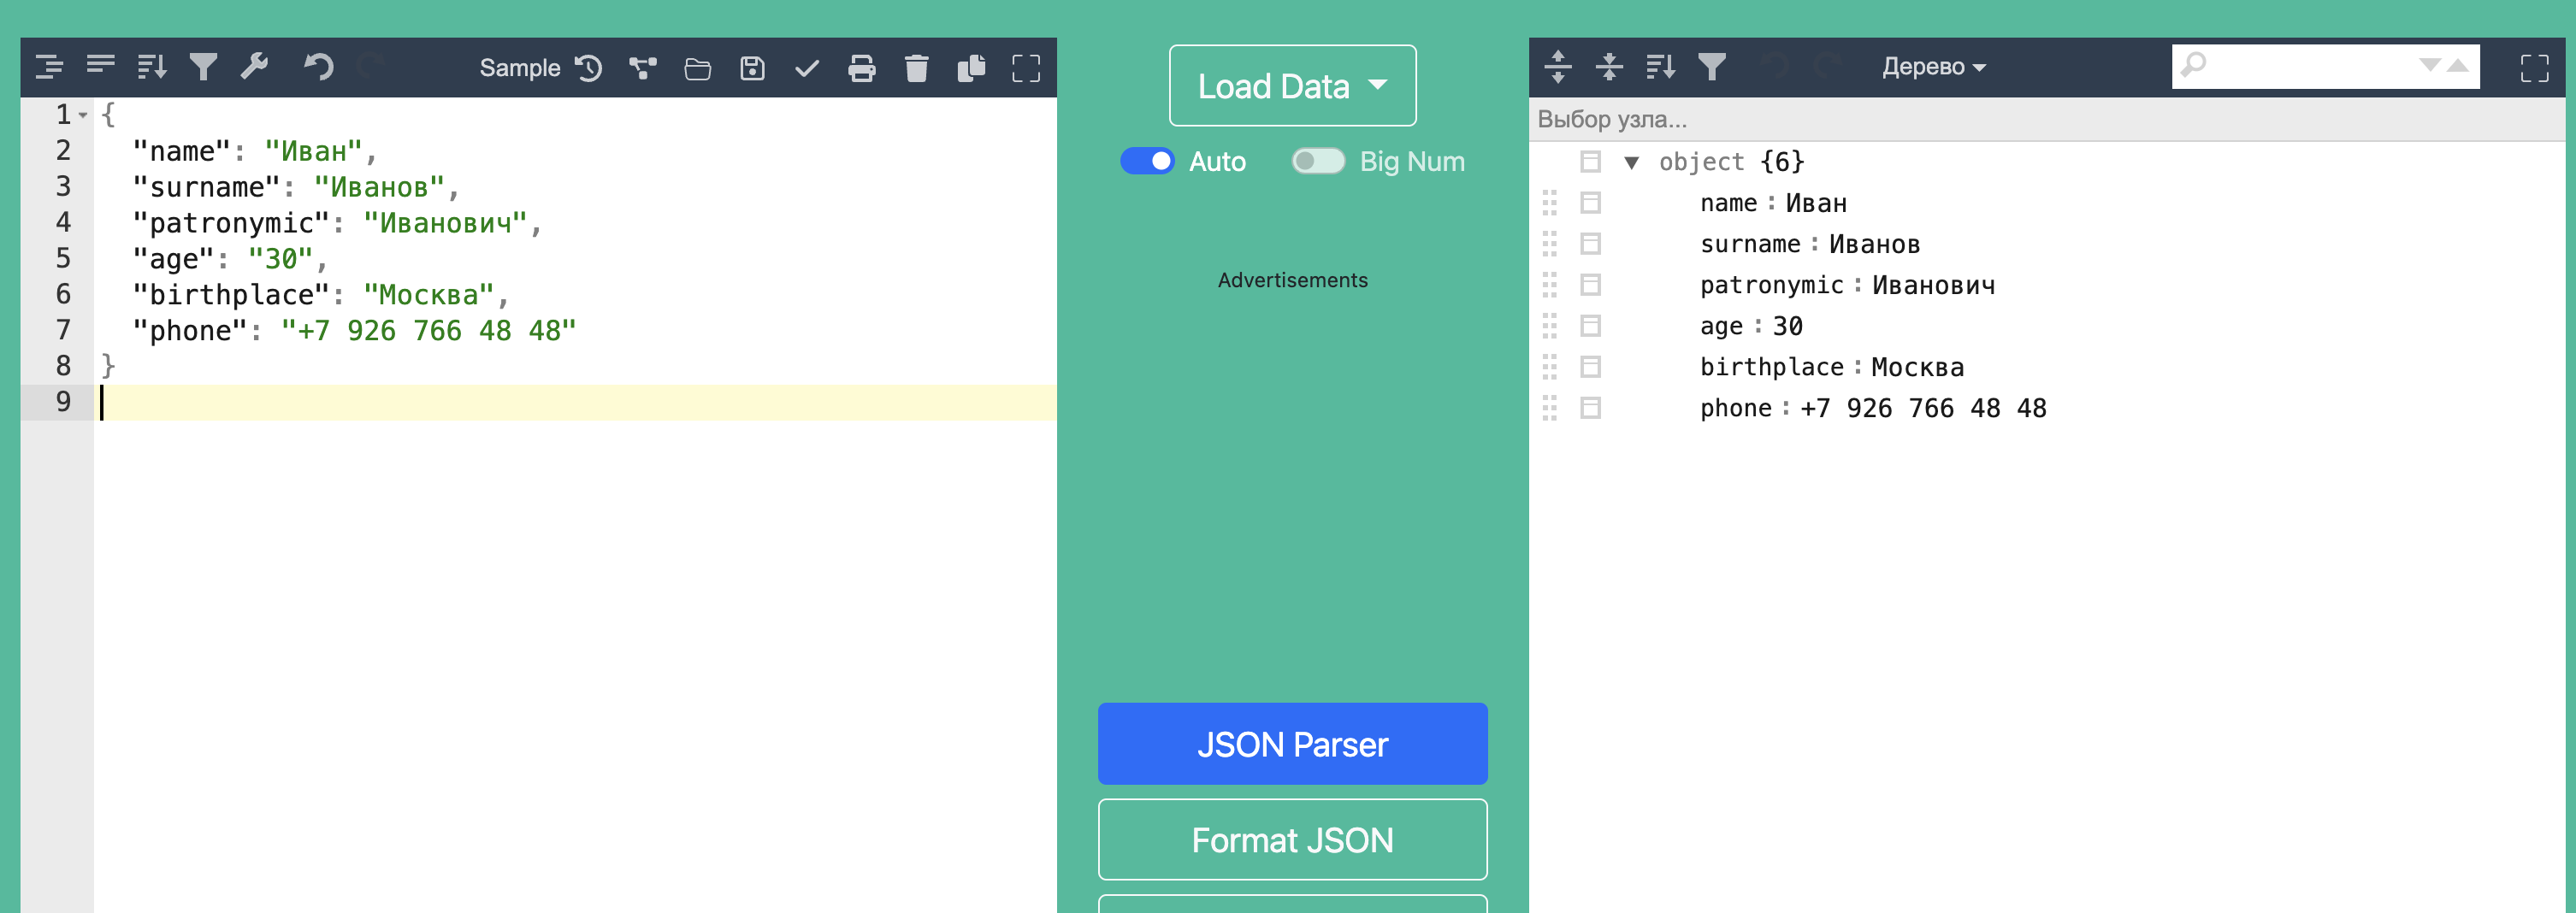 Sample
1 {
2 "name": "Иван",
3 "surname": "Иванов",
4 "patronymic": "Иванович",
5 "age": "30",
6 "birthplace": "Москва",
7 "phone": "+7 926 766 48 48"
8 }
9
Load Data
Auto Big Num
Advertisements
JSON Parser
Format JSON
Дерево
Выбор узла...
object {6}
name : Иван
surname : Иванов
patronymic : Иванович
age : 30
birthplace : Москва
phone : +7 926 766 48 48